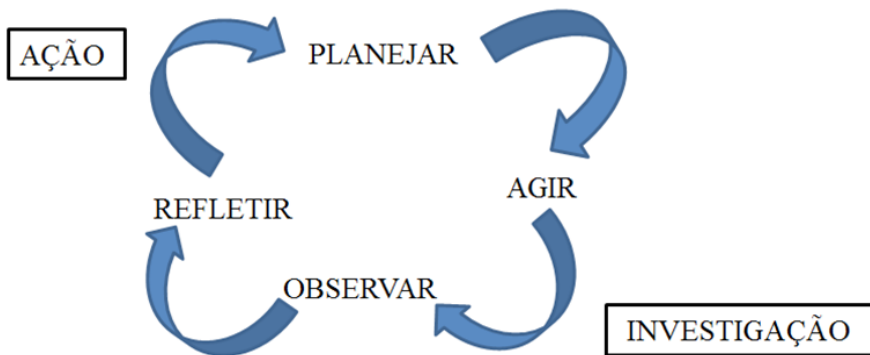 AÇÃO
PLANEJAR
AGIR
REFLETIR
OBSERVAR
INVESTIGAÇÃO